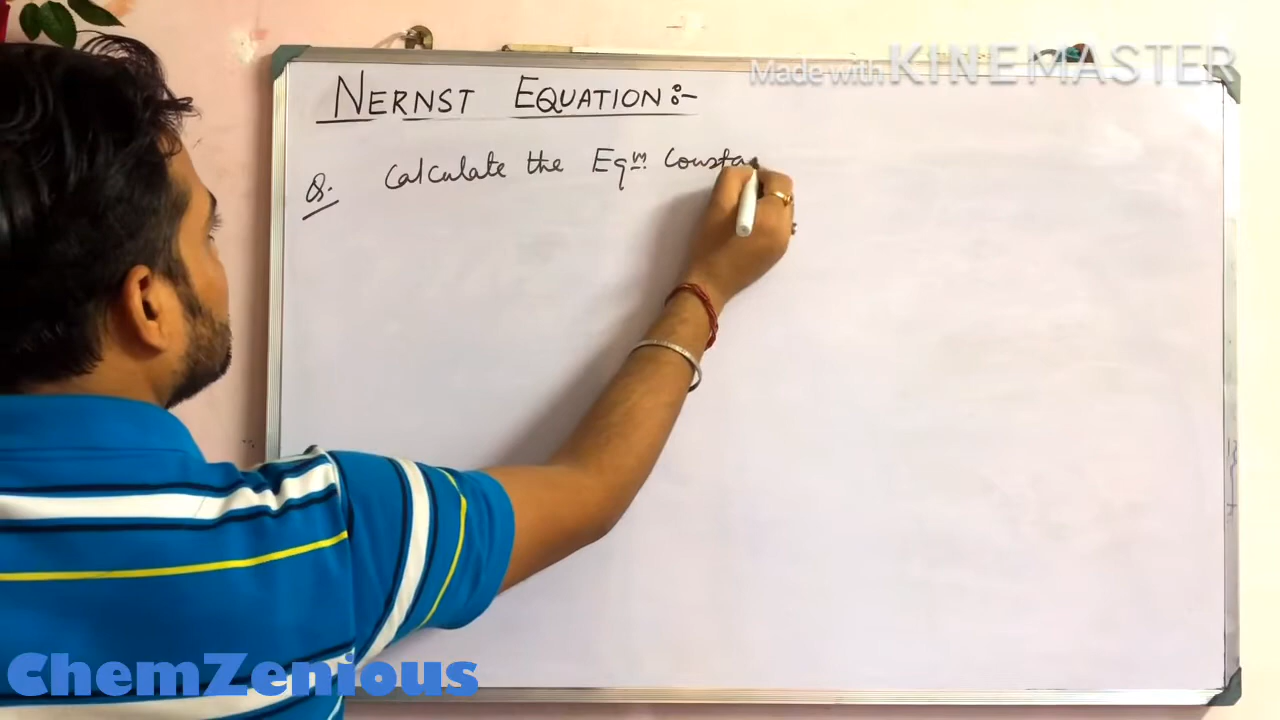 Made with KINEMASTER
NERNST EQUATION:-
Q. Calculate the Eqm Consta
ChemZenious